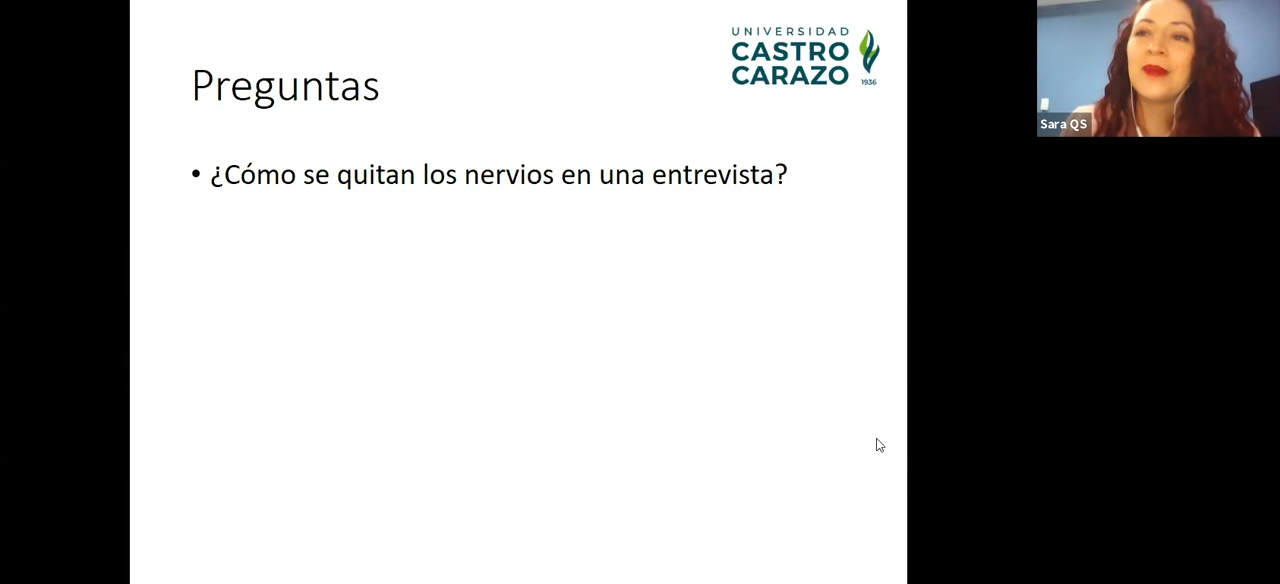 UNIVERSIDAD
CASTRO
CARAZO
1936
Preguntas
• ¿Cómo se quitan los nervios en una entrevista?
Sara QS